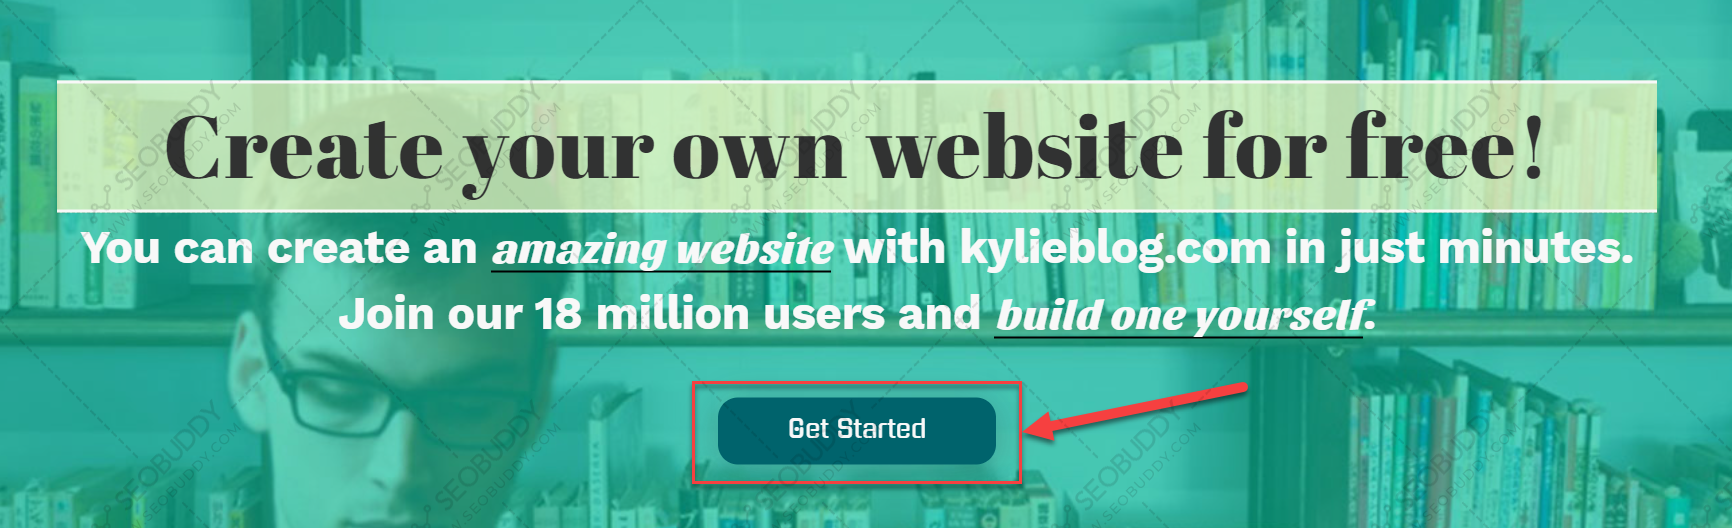 Create your own website for free!
You can create an amazing website with kylieblog.com in just minutes.
Join our 18 million users and build one yourself.
Get Started
SEOBUDDY
WWW.SEOBUDDY.COM